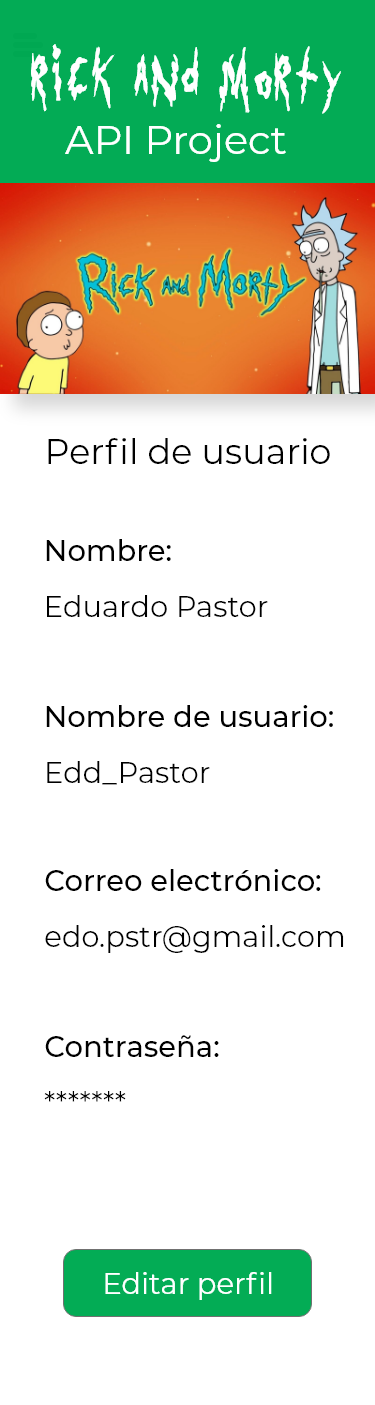 Rick and Morty
API Project
Rick and Morty
Perfil de usuario
Nombre:
Eduardo Pastor
Nombre de usuario:
Edd_Pastor
Correo electrónico:
edo.pstr@gmail.com
Contraseña:
*******
Editar perfil